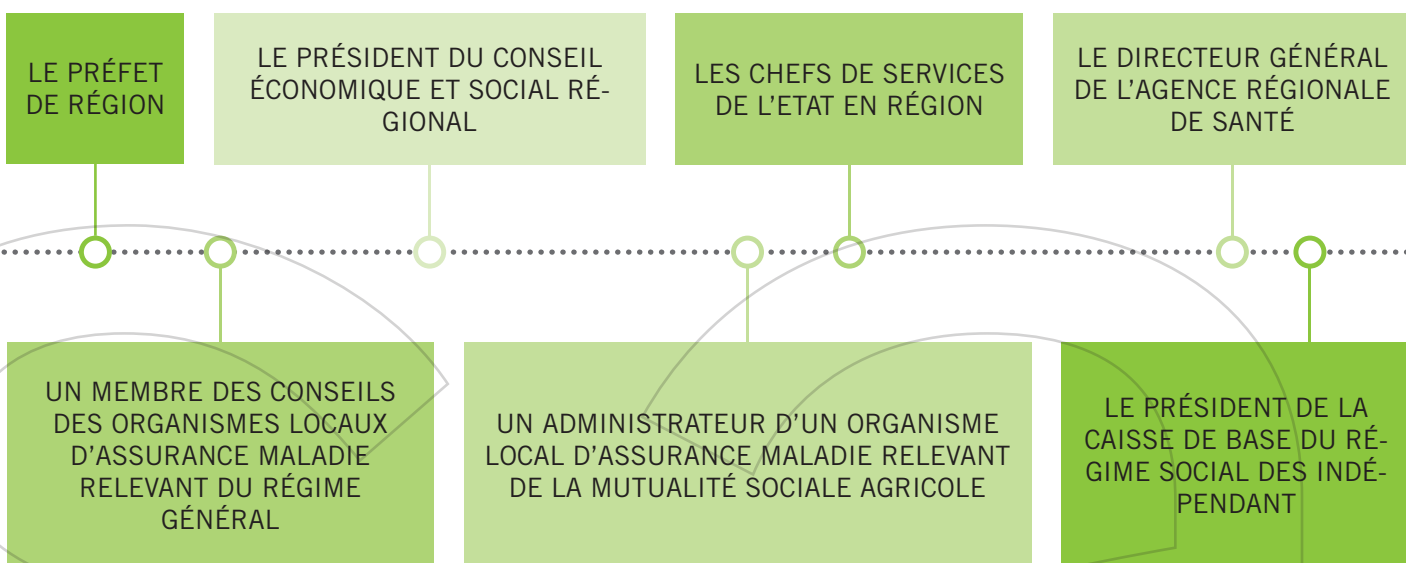 LE PRÉFET
DE RÉGION
LE PRÉSIDENT DU CONSEIL
ÉCONOMIQUE ET SOCIAL RÉ-
GIONAL
LES CHEFS DE SERVICES
DE L'ETAT EN RÉGION
LE DIRECTEUR GÉNÉRAL
DE L'AGENCE RÉGIONALE
DE SANTÉ
UN MEMBRE DES CONSEILS
DES ORGANISMES LOCAUX
D'ASSURANCE MALADIE
RELEVANT DU RÉGIME
GÉNÉRAL
UN ADMINISTRATEUR D'UN ORGANISME
LOCAL D'ASSURANCE MALADIE RELEVANT
DE LA MUTUALITÉ SOCIALE AGRICOLE
LE PRÉSIDENT DE LA
CAISSE DE BASE DU RÉ-
GIME SOCIAL DES INDÉ-
PENDANT